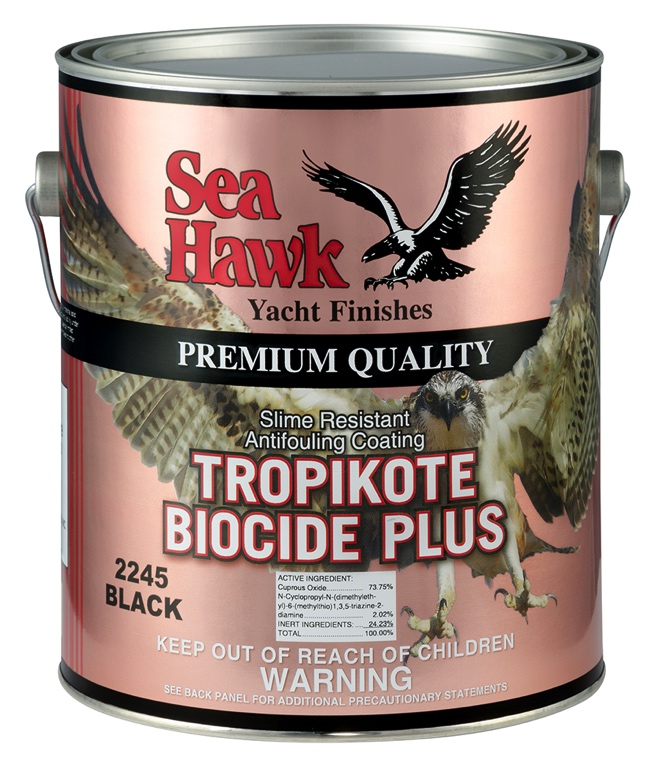 Sea
Hawk
Yacht Finishes
PREMIUM QUALITY
Slime Resistant
Antifouling Coating
TROPIKOTE
BIOCIDE PLUS
2245
BLACK
ACTIVE INGREDIENT:
Cuprous Oxide.................. 73.75%
N-Cyclopropyl-N-(dimethyleth-
yl)-6-(methylthio)1,3,5-triazine-2-
diamine.............................. 2.02%
INERT INGREDIENTS:..... 24.23%
TOTAL.............................. 100.00%
KEEP OUT OF REACH OF CHILDREN
WARNING
SEE BACK PANEL FOR ADDITIONAL PRECAUTIONARY STATEMENTS